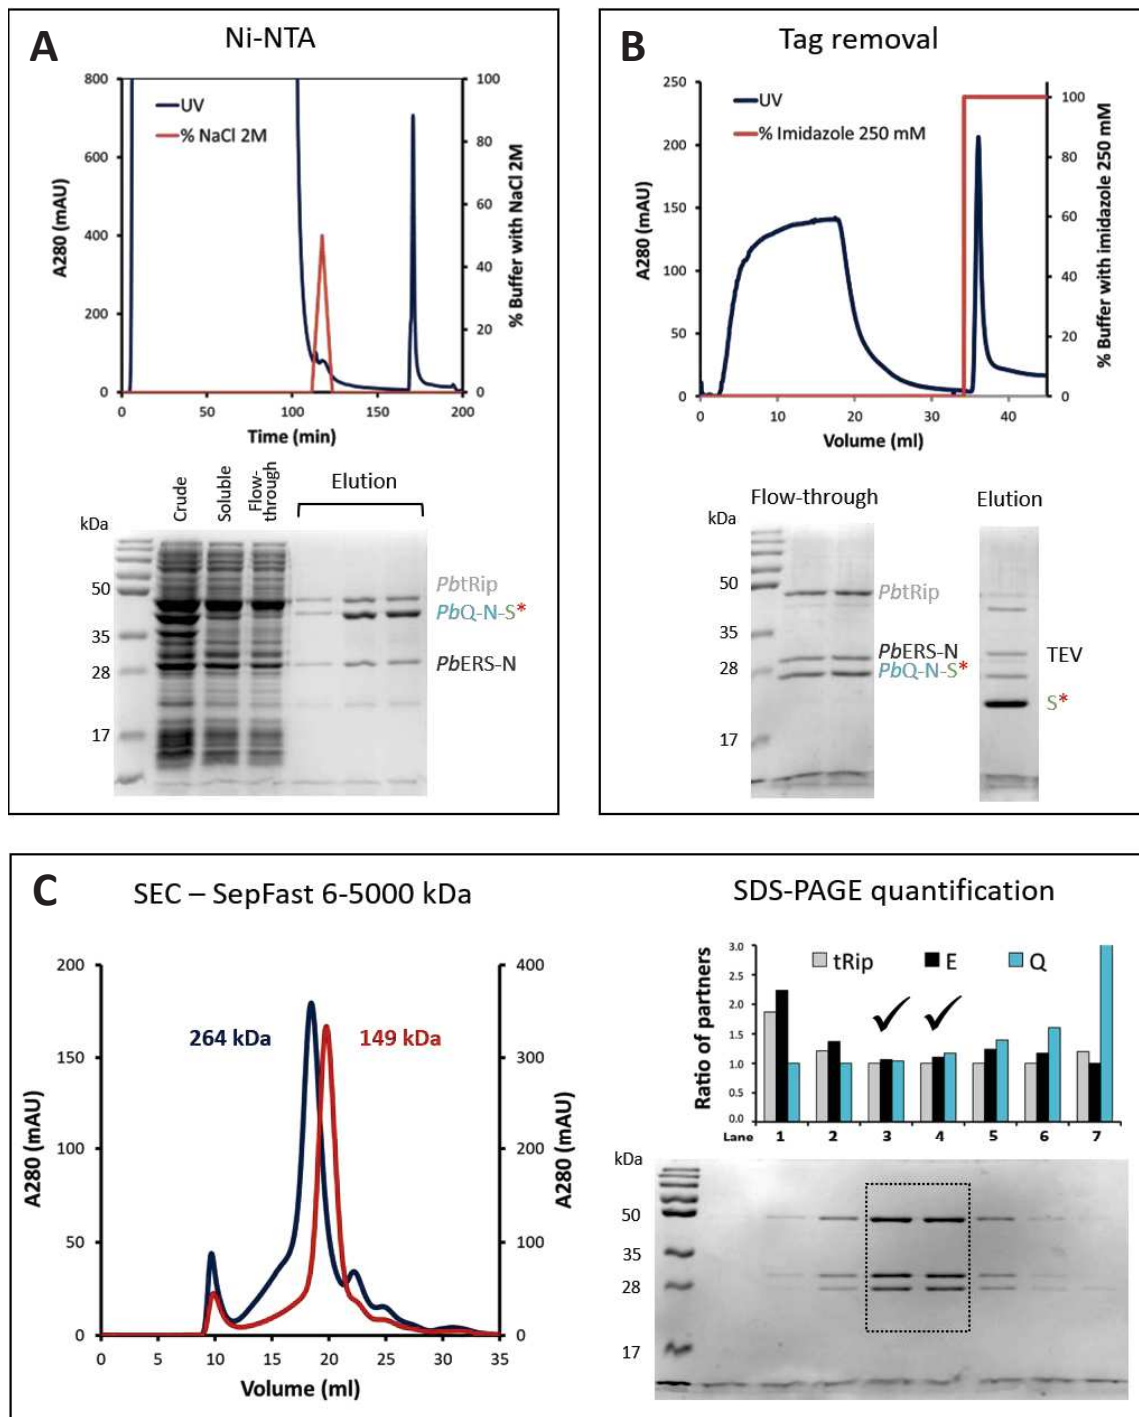 A
Ni-NTA
800
600
400
200
0
A280 (mAU)
UV
% NaCl 2M
100
80
60
40
20
0
% Buffer with NaCl 2M
0 50 100 150 200
Time (min)
Crude
Soluble
Flow-
through
Elution
kDa
50
35
28
17
PbtRip
PbQ-N-S*
PbERS-N
B
Tag removal
250
200
150
100
50
0
A280 (mAU)
UV
% Imidazole 250 mM
100
80
60
40
20
0
% Buffer with imidazole 250 mM
0 10 20 30 40
Volume (ml)
Flow-through
Elution
kDa
50
35
28
17
PbtRip
PbERS-N
PbQ-N-S*
TEV
S*
C
SEC – SepFast 6-5000 kDa
200
150
100
50
0
A280 (mAU)
264 kDa
149 kDa
400
300
200
100
0
A280 (mAU)
0 5 10 15 20 25 30 35
Volume (ml)
SDS-PAGE quantification
3.0
2.5
2.0
1.5
1.0
0.5
0.0
Ratio of partners
tRip E Q
Lane 1 2 3 4 5 6 7
kDa
50
35
28
17